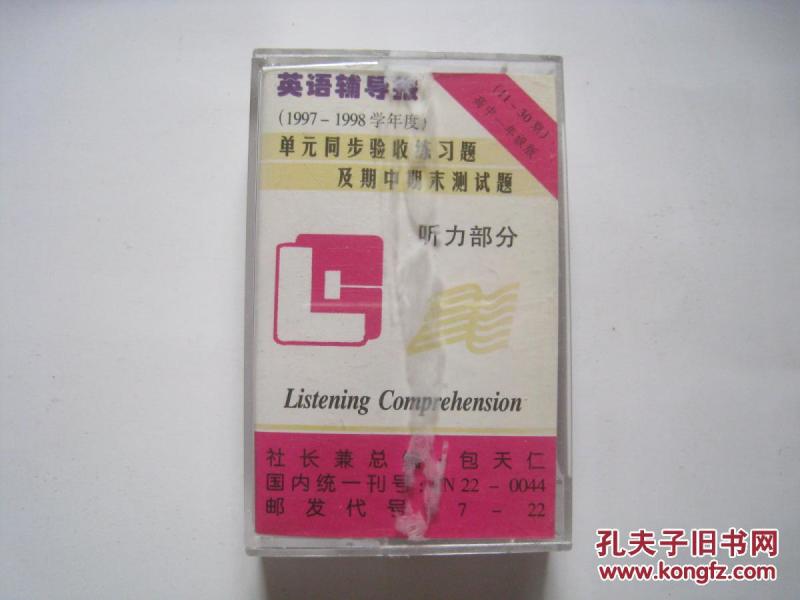 英语辅导报
(1997-1998学年度)
(11-30期)
高中一年级版
单元同步验收练习题
及期中期末测试题
听力部分
LC
Listening Comprehension
社长兼总编 包天仁
国内统一刊号: N 22-0044
邮发代号 7-22
孔夫子旧书网
www.kongfz.com